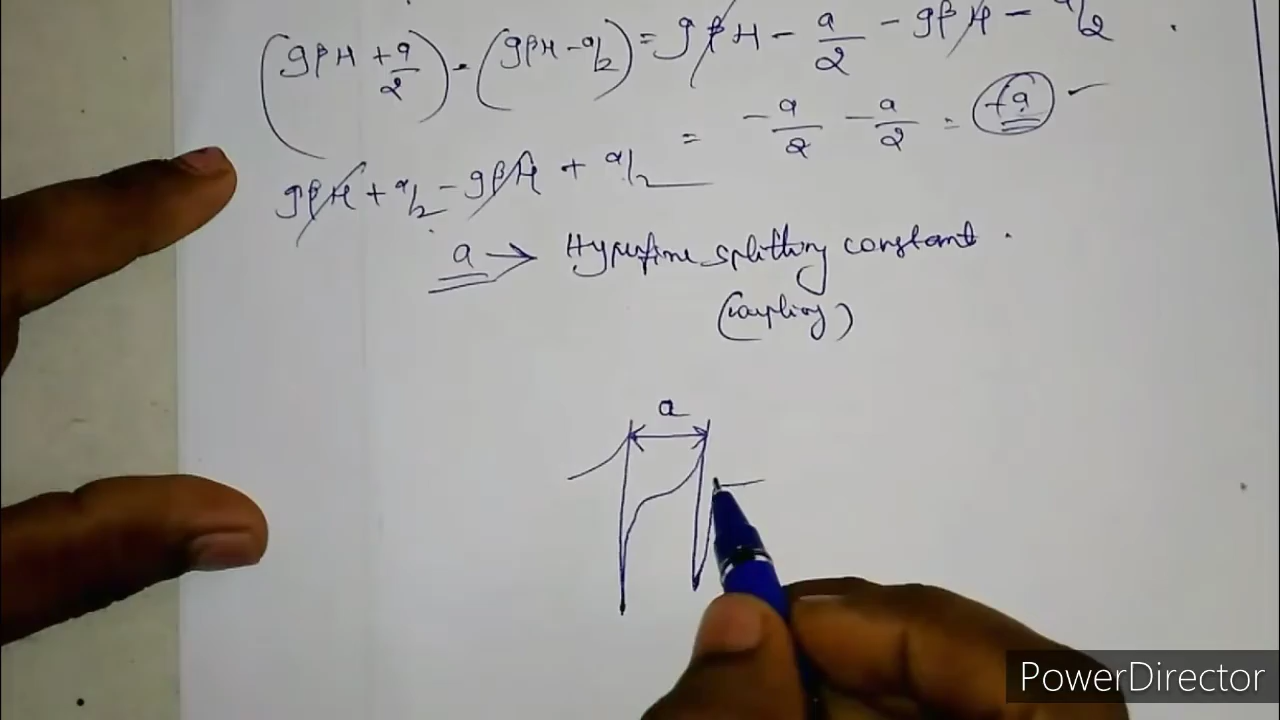 (gβH + a/2) - (gβH - a/2) = gβH - a/2 - gβH - a/2
= -a/2 - a/2 = +a
gβH + a/2 - gβH + a/2
a → Hyperfine splitting constant.
(coupling)
a
PowerDirector